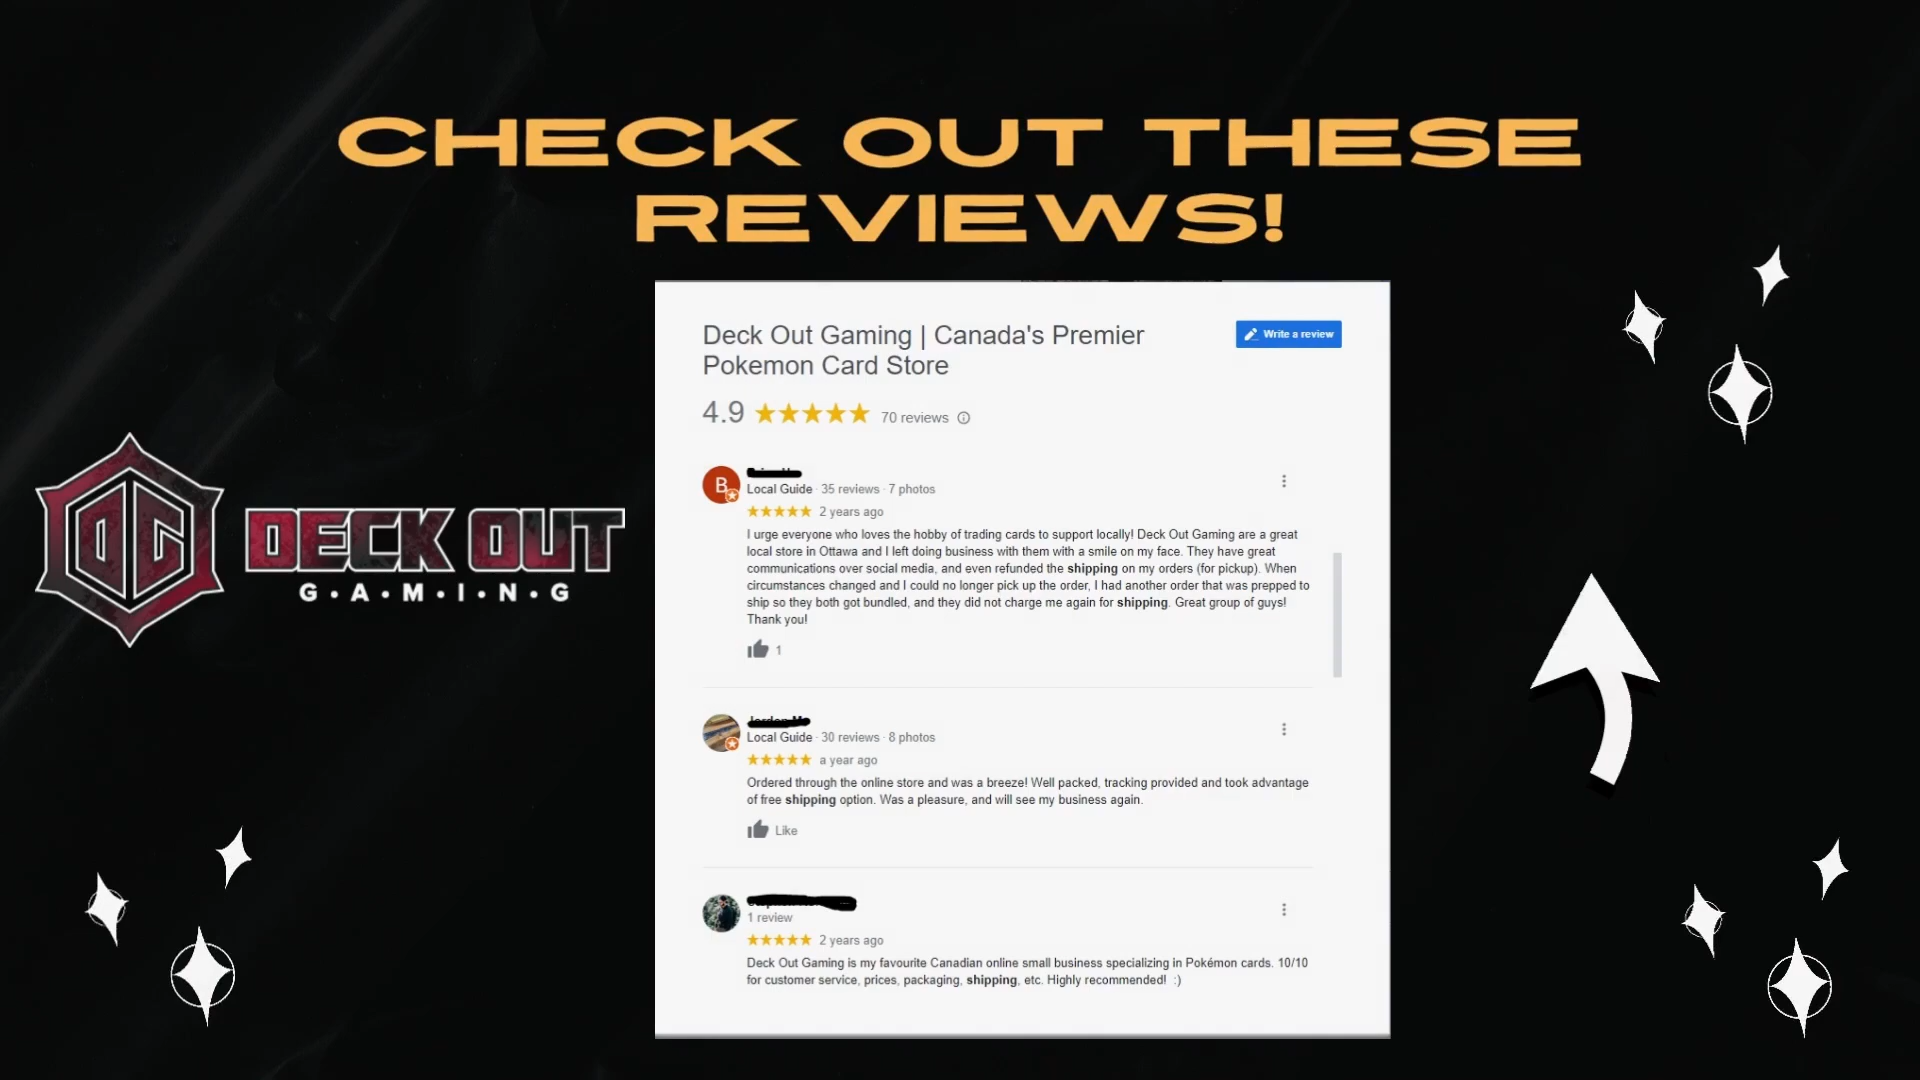 CHECK OUT THESE
REVIEWS!
Deck Out Gaming | Canada's Premier
Pokemon Card Store
Write a review
4.9
70 reviews
B
Local Guide · 35 reviews · 7 photos
2 years ago
I urge everyone who loves the hobby of trading cards to support locally! Deck Out Gaming are a great
local store in Ottawa and I left doing business with them with a smile on my face. They have great
communications over social media, and even refunded the shipping on my orders (for pickup). When
circumstances changed and I could no longer pick up the order, I had another order that was prepped to
ship so they both got bundled, and they did not charge me again for shipping. Great group of guys!
Thank you!
1
Local Guide · 30 reviews · 8 photos
a year ago
Ordered through the online store and was a breeze! Well packed, tracking provided and took advantage
of free shipping option. Was a pleasure, and will see my business again.
Like
1 review
2 years ago
Deck Out Gaming is my favourite Canadian online small business specializing in Pokémon cards. 10/10
for customer service, prices, packaging, shipping, etc. Highly recommended! :)
DG
DECK OUT
G·A·M·I·N·G